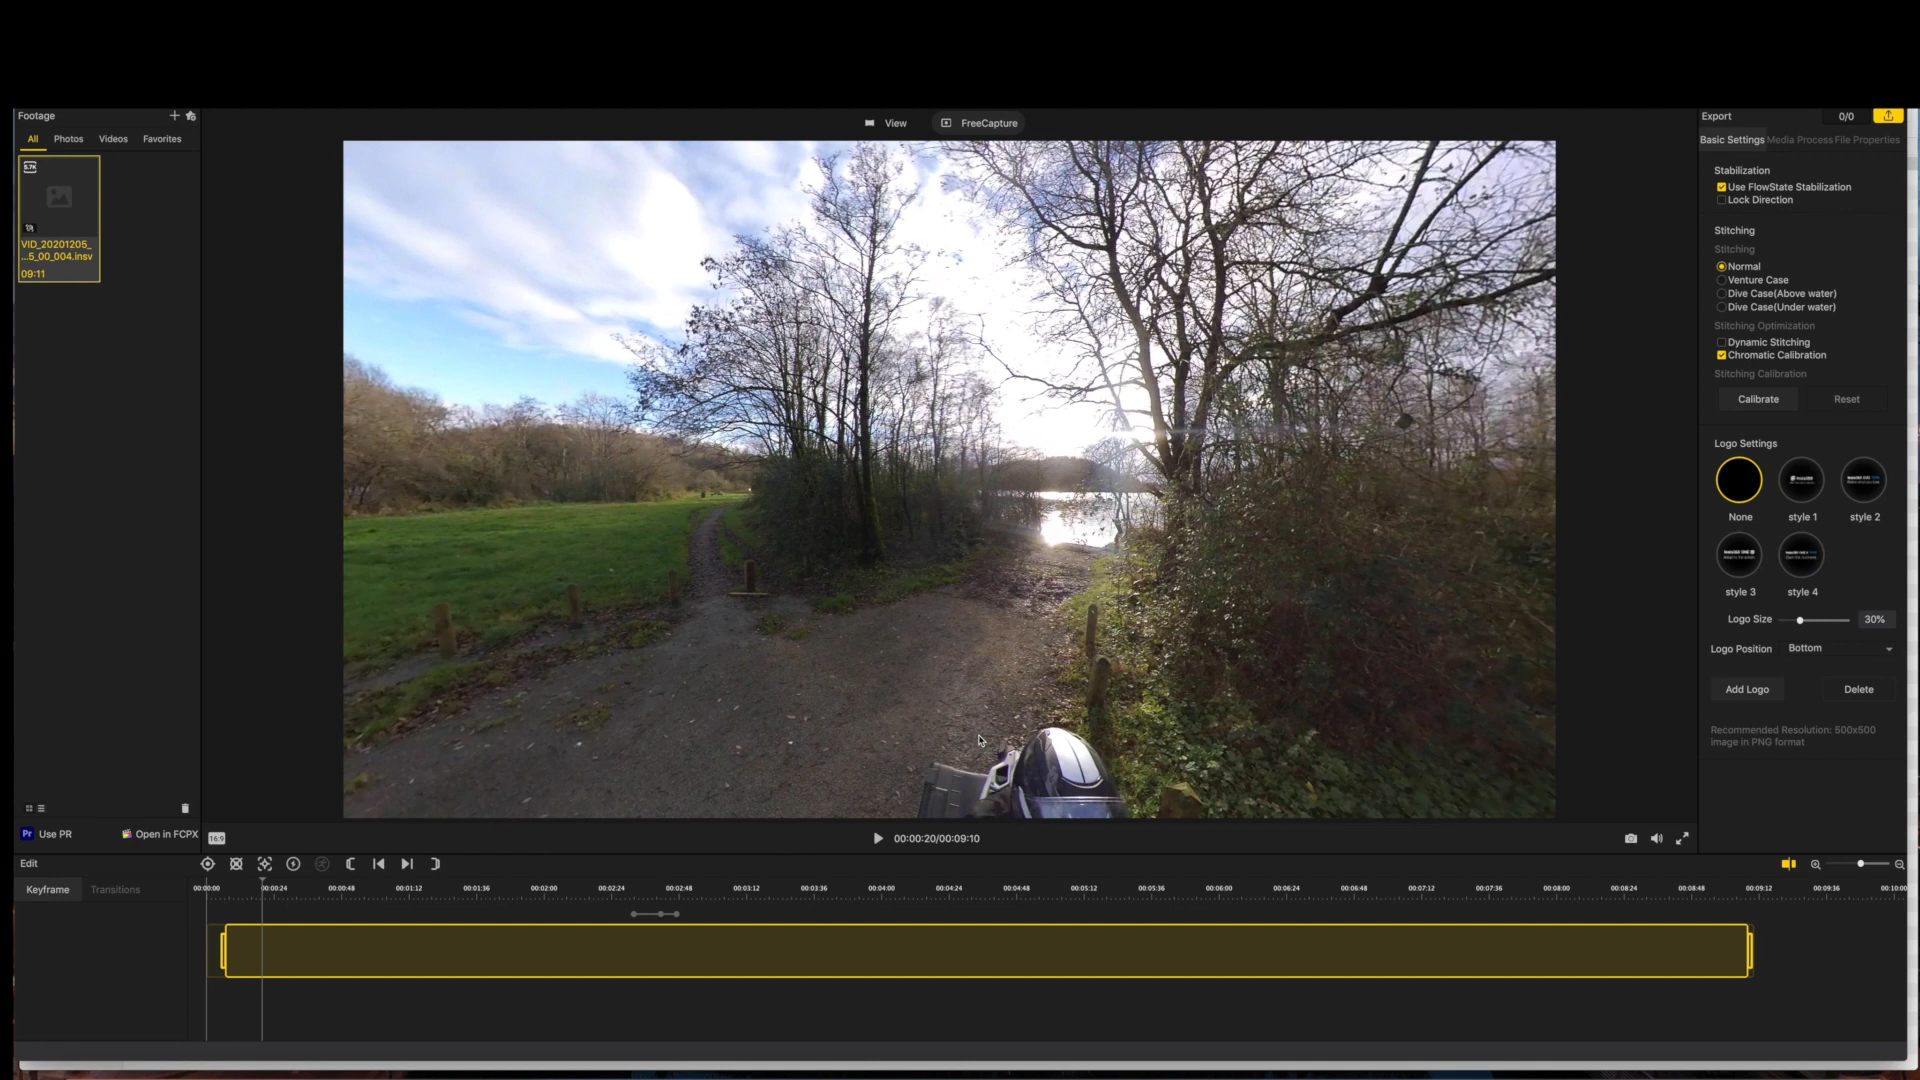 Footage
All Photos Videos Favorites
5.7K
VID_20201205_
...5_00_004.insv
09:11
Pr Use PR
Open in FCPX
View
FreeCapture
16:9
00:00:20/00:09:10
Export
0/0
Basic Settings Media Process File Properties
Stabilization
Use FlowState Stabilization
Lock Direction
Stitching
Stitching
Normal
Venture Case
Dive Case(Above water)
Dive Case(Under water)
Stitching Optimization
Dynamic Stitching
Chromatic Calibration
Stitching Calibration
Calibrate Reset
Logo Settings
None style 1 style 2
style 3 style 4
Logo Size 30%
Logo Position Bottom
Add Logo Delete
Recommended Resolution: 500x500
image in PNG format
Edit
Keyframe Transitions
00:00:00 00:00:24 00:00:48 00:01:12 00:01:36 00:02:00 00:02:24 00:02:48 00:03:12 00:03:36 00:04:00 00:04:24 00:04:48 00:05:12 00:05:36 00:06:00 00:06:24 00:06:48 00:07:12 00:07:36 00:08:00 00:08:24 00:08:48 00:09:12 00:09:36 00:10:00